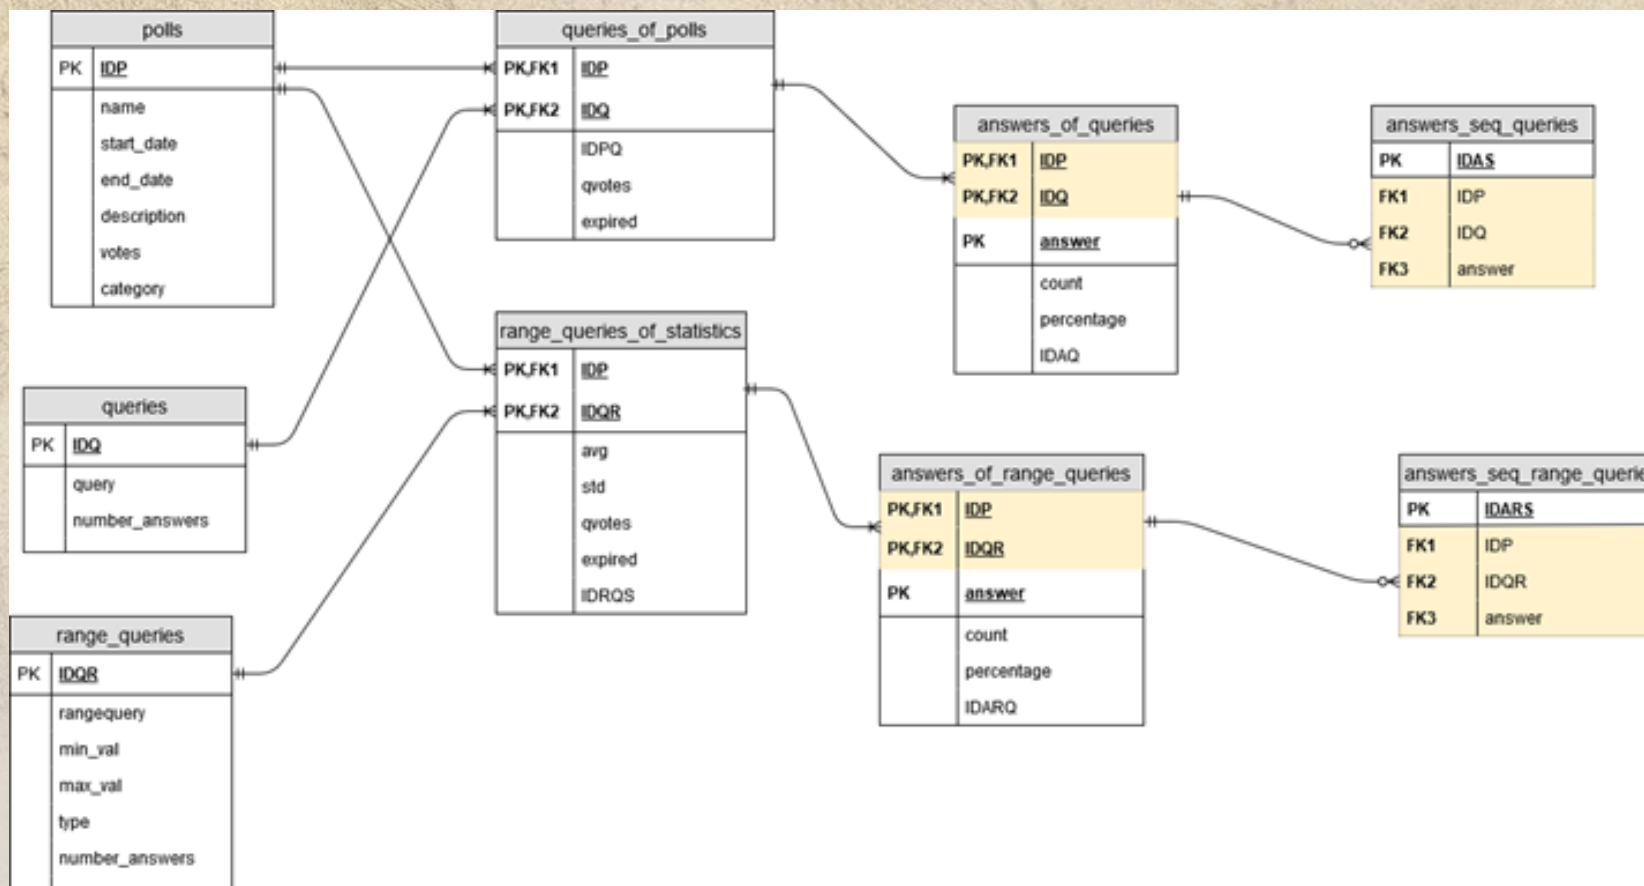 polls
PK IDP
name
start_date
end_date
description
votes
category
queries_of_polls
PK,FK1 IDP
PK,FK2 IDQ
IDPQ
qvotes
expired
answers_of_queries
PK,FK1 IDP
PK,FK2 IDQ
PK answer
count
percentage
IDAQ
answers_seq_queries
PK IDAS
FK1 IDP
FK2 IDQ
FK3 answer
queries
PK IDQ
query
number_answers
range_queries_of_statistics
PK,FK1 IDP
PK,FK2 IDQR
avg
std
qvotes
expired
IDRQS
answers_of_range_queries
PK,FK1 IDP
PK,FK2 IDQR
PK answer
count
percentage
IDARQ
answers_seq_range_querie
PK IDARS
FK1 IDP
FK2 IDQR
FK3 answer
range_queries
PK IDQR
rangequery
min_val
max_val
type
number_answers